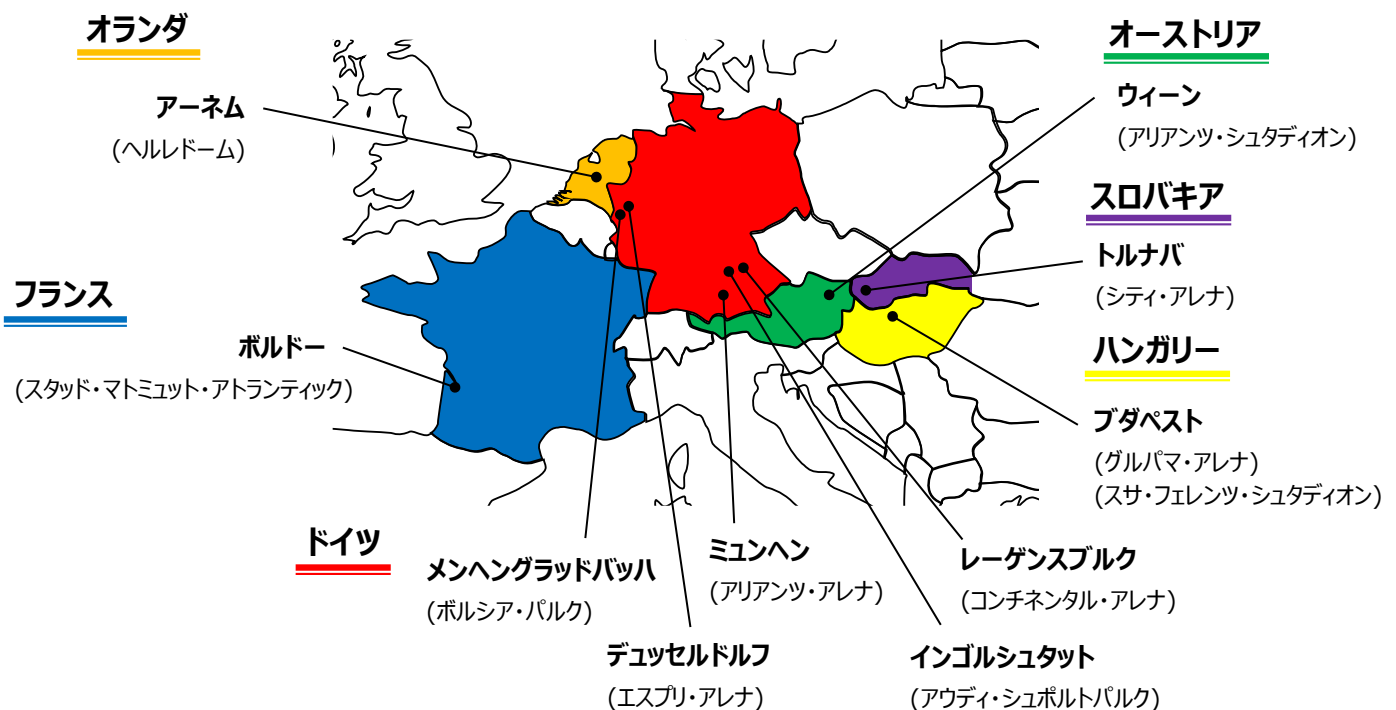 オランダ
アーネム
(ヘルレドーム)
フランス
ボルドー
(スタッド・マトミュット・アトランティック)
ドイツ
メンヘングラッドバッハ
(ボルシア・パルク)
デュッセルドルフ
(エスプリ・アレナ)
ミュンヘン
(アリアンツ・アレナ)
インゴルシュタット
(アウディ・シュポルトパルク)
レーゲンスブルク
(コンチネンタル・アレナ)
オーストリア
ウィーン
(アリアンツ・シュタディオン)
スロバキア
トルナバ
(シティ・アレナ)
ハンガリー
ブダペスト
(グルパマ・アレナ)
(スサ・フェレンツ・シュタディオン)